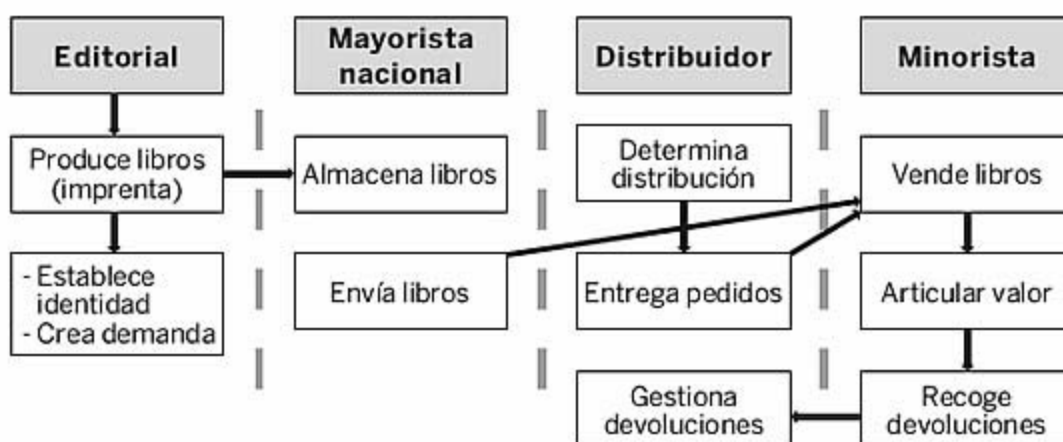 Editorial
Mayorista
nacional
Distribuidor
Minorista
Produce libros
(imprenta)
Almacena libros
Determina
distribución
Vende libros
- Establece
identidad
- Crea demanda
Envía libros
Entrega pedidos
Articular valor
Gestiona
devoluciones
Recoge
devoluciones